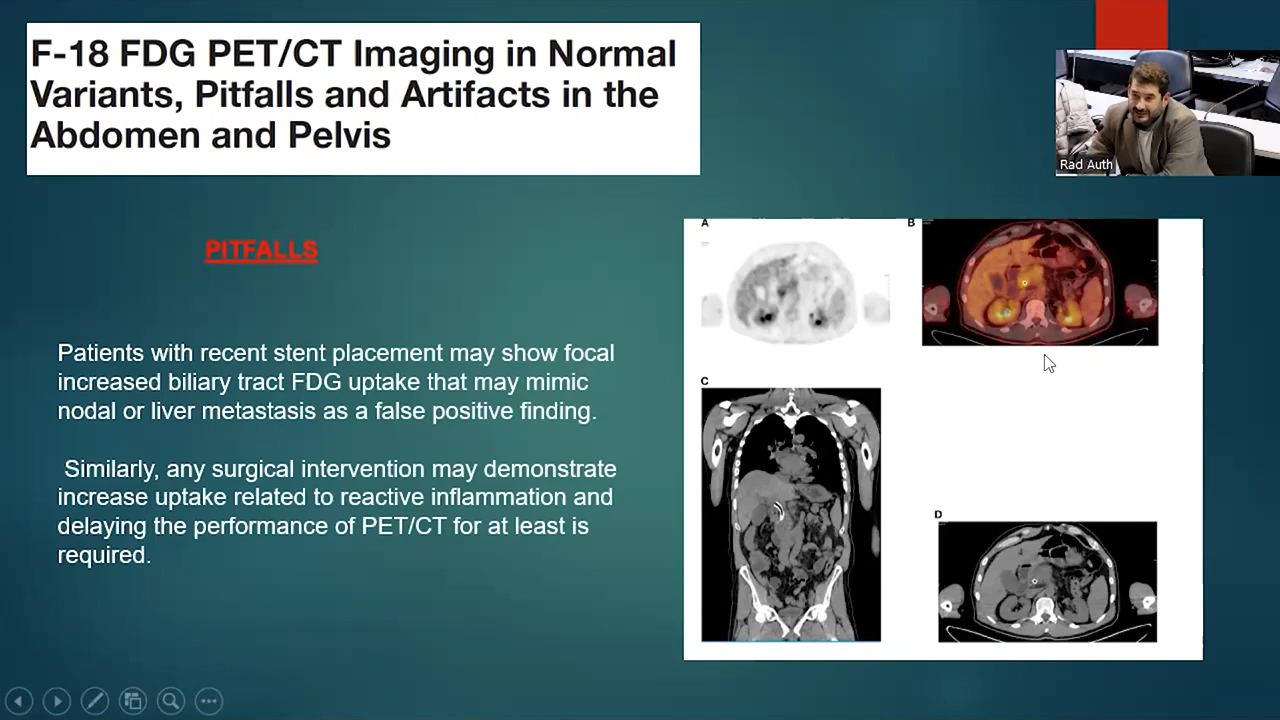 F-18 FDG PET/CT Imaging in Normal
Variants, Pitfalls and Artifacts in the
Abdomen and Pelvis
Rad Auth
PITFALLS
Patients with recent stent placement may show focal
increased biliary tract FDG uptake that may mimic
nodal or liver metastasis as a false positive finding.
Similarly, any surgical intervention may demonstrate
increase uptake related to reactive inflammation and
delaying the performance of PET/CT for at least is
required.
A
B
C
D